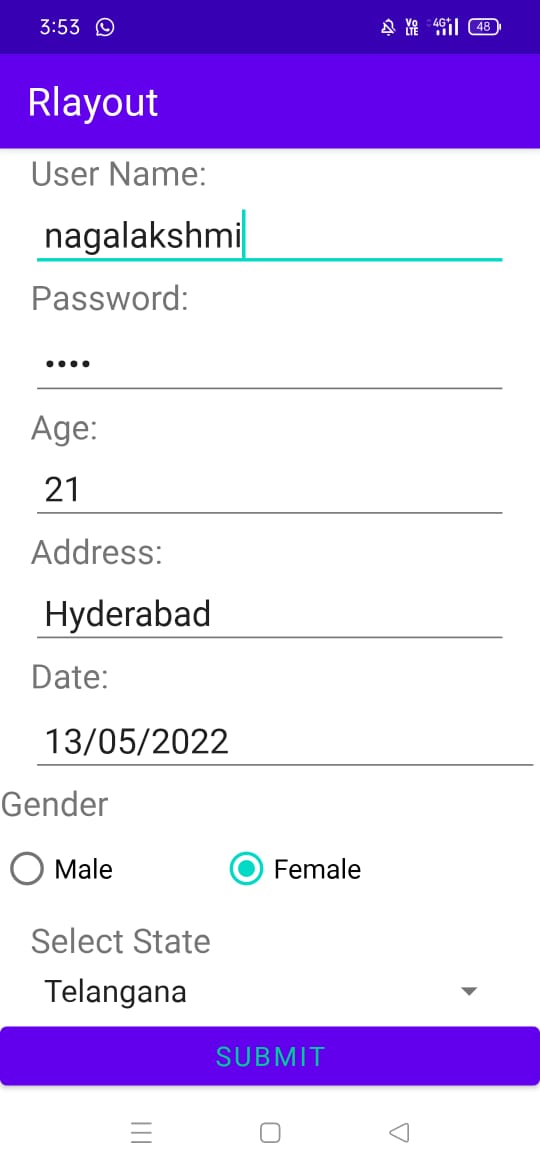 3:53 VO LTE 4G+ 48
Rlayout
User Name:
nagalakshmi
Password:
••••
Age:
21
Address:
Hyderabad
Date:
13/05/2022
Gender
Male Female
Select State
Telangana
SUBMIT